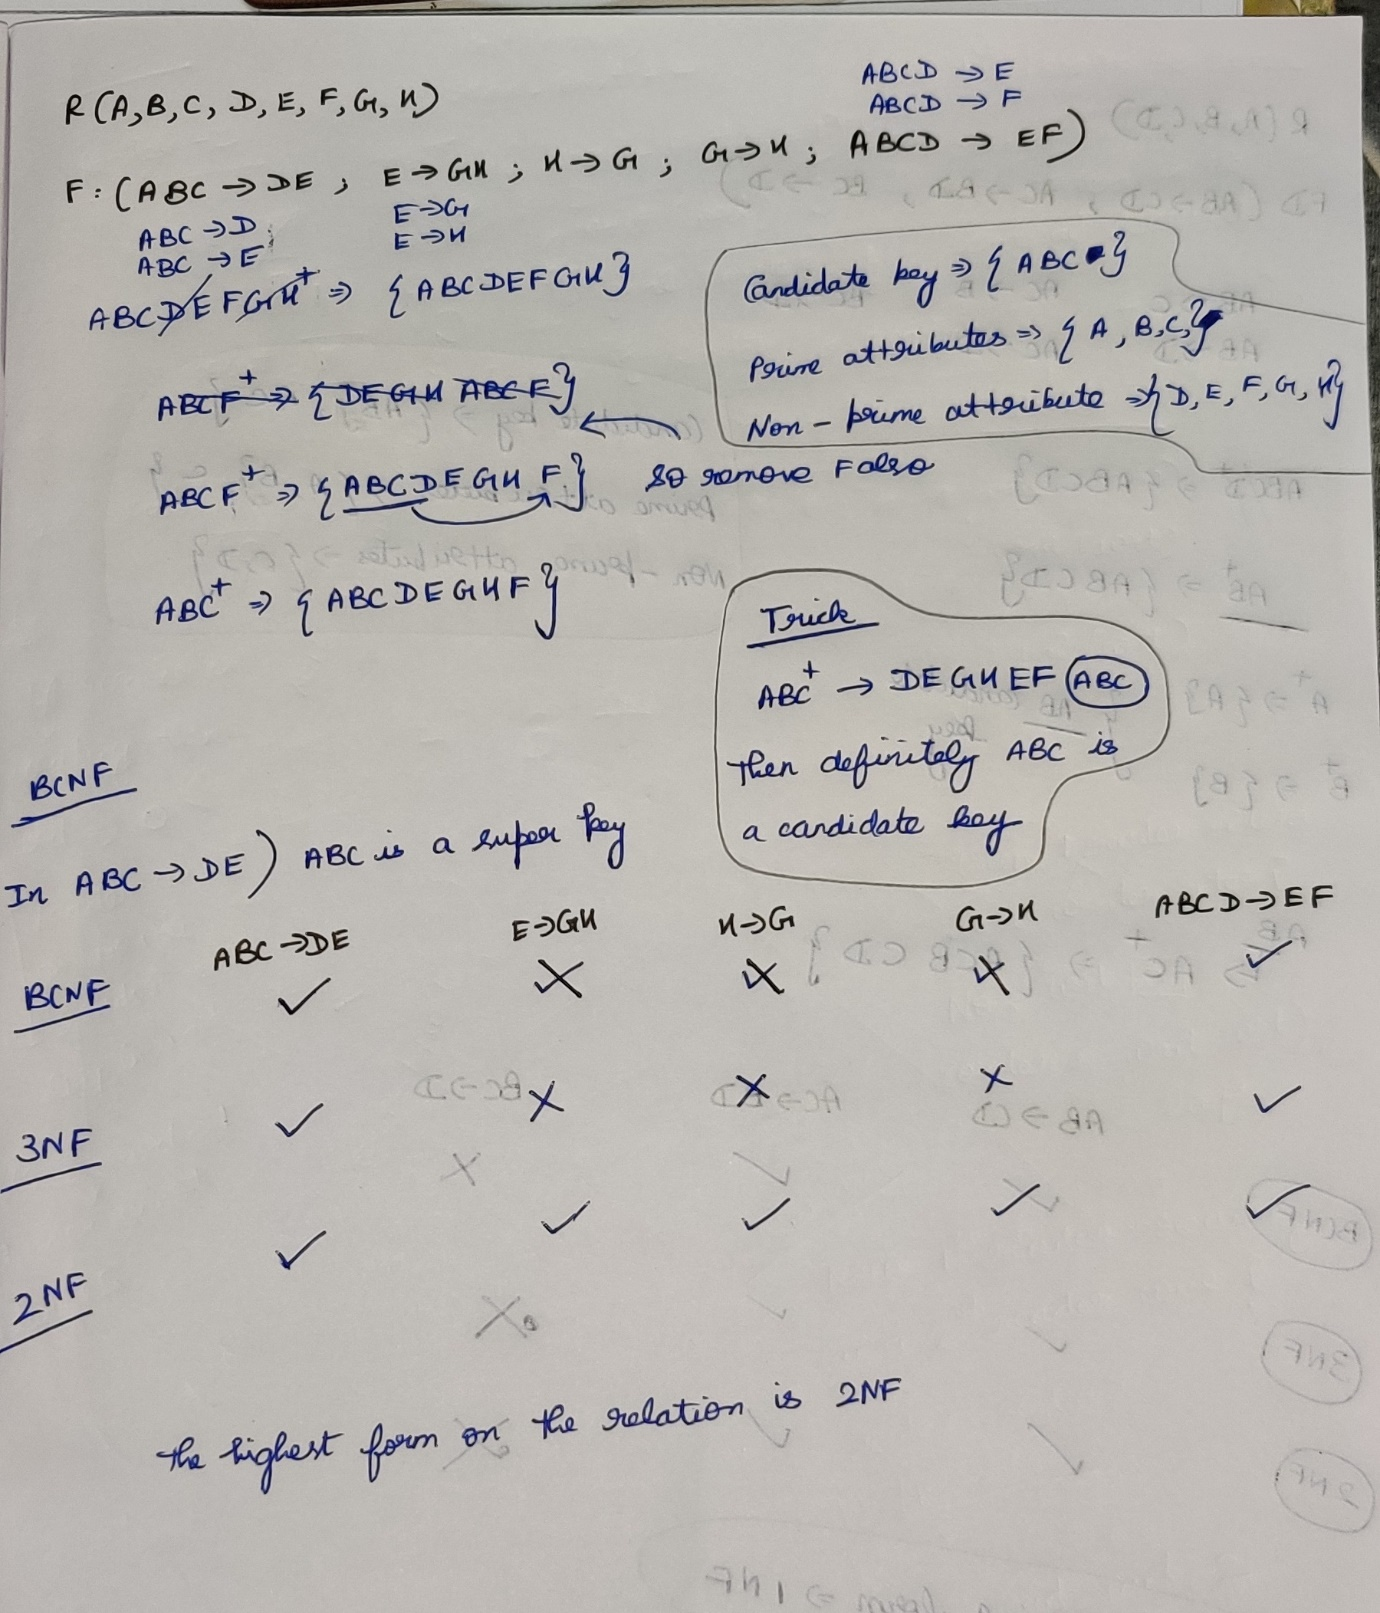 ABCD → E
ABCD → F
R (A, B, C, D, E, F, G, H)
F: (ABC → DE ; E → GH ; H → G ; G → H ; ABCD → EF)
ABC → D ;
ABC → E
E → G
E → H
ABCDEFGH⁺ ⇒ {ABCDEFGH}
Candidate key ⇒ {ABC}
Prime attributes ⇒ {A, B, C,}
Non-prime attribute ⇒ {D, E, F, G, H}
ABCF⁺ ⇒ {DEGH ABCF}
ABCF⁺ ⇒ {ABCDEGH F} so remove F also
ABC⁺ ⇒ {ABCDEGHF}
Trick
ABC⁺ → DEGHEF ABC
Then definitely ABC is
a candidate key
BCNF
In ABC → DE) ABC is a super key
ABC → DE E → GH H → G G → H ABCD → EF
BCNF ✓ ✗ ✗ ✗ ✓
3NF ✓ ✗ ✗ ✗ ✓
2NF ✓ ✓ ✓ ✓ ✓
The highest form on the relation is 2NF